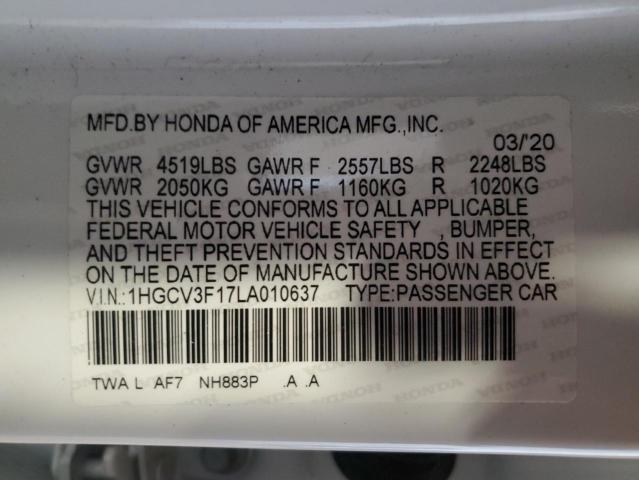 MFD.BY HONDA OF AMERICA MFG.,INC.
03/'20
GVWR 4519LBS GAWR F 2557LBS R 2248LBS
GVWR 2050KG GAWR F 1160KG R 1020KG
THIS VEHICLE CONFORMS TO ALL APPLICABLE
FEDERAL MOTOR VEHICLE SAFETY , BUMPER,
AND THEFT PREVENTION STANDARDS IN EFFECT
ON THE DATE OF MANUFACTURE SHOWN ABOVE.
V.I.N.:1HGCV3F17LA010637 TYPE:PASSENGER CAR
TWA L AF7 NH883P .A .A